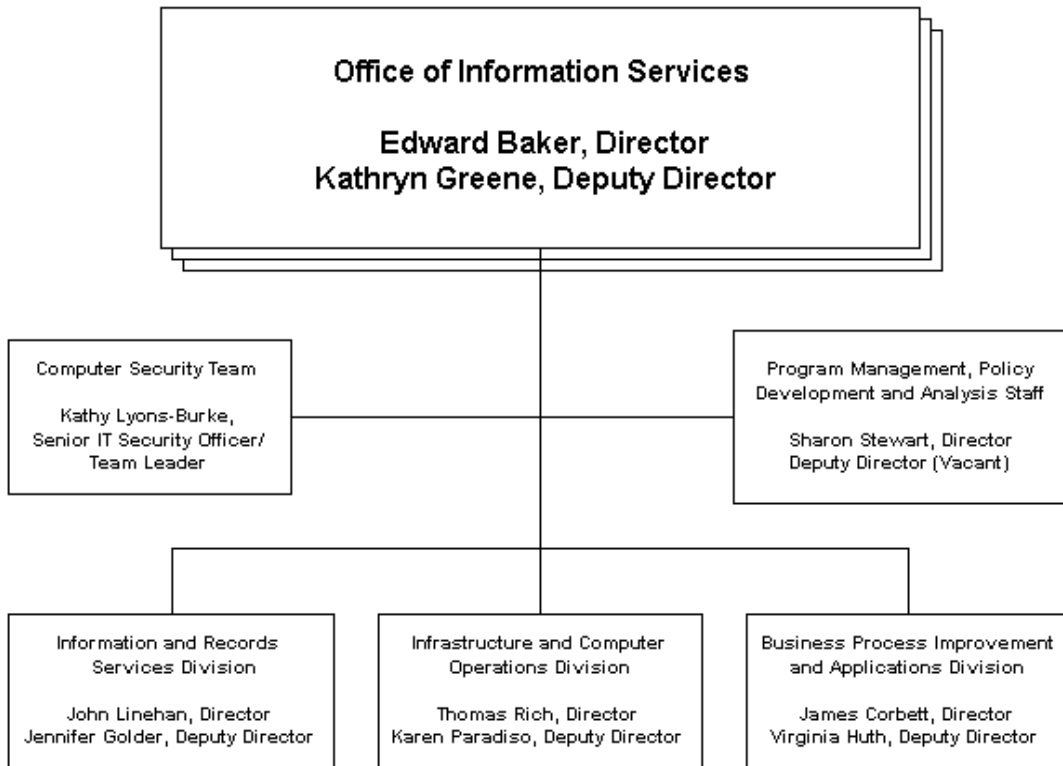 Office of Information Services
Edward Baker, Director
Kathryn Greene, Deputy Director
Computer Security Team
Kathy Lyons-Burke,
Senior IT Security Officer/
Team Leader
Program Management, Policy
Development and Analysis Staff
Sharon Stewart, Director
Deputy Director (Vacant)
Information and Records
Services Division
John Linehan, Director
Jennifer Golder, Deputy Director
Infrastructure and Computer
Operations Division
Thomas Rich, Director
Karen Paradiso, Deputy Director
Business Process Improvement
and Applications Division
James Corbett, Director
Virginia Huth, Deputy Director